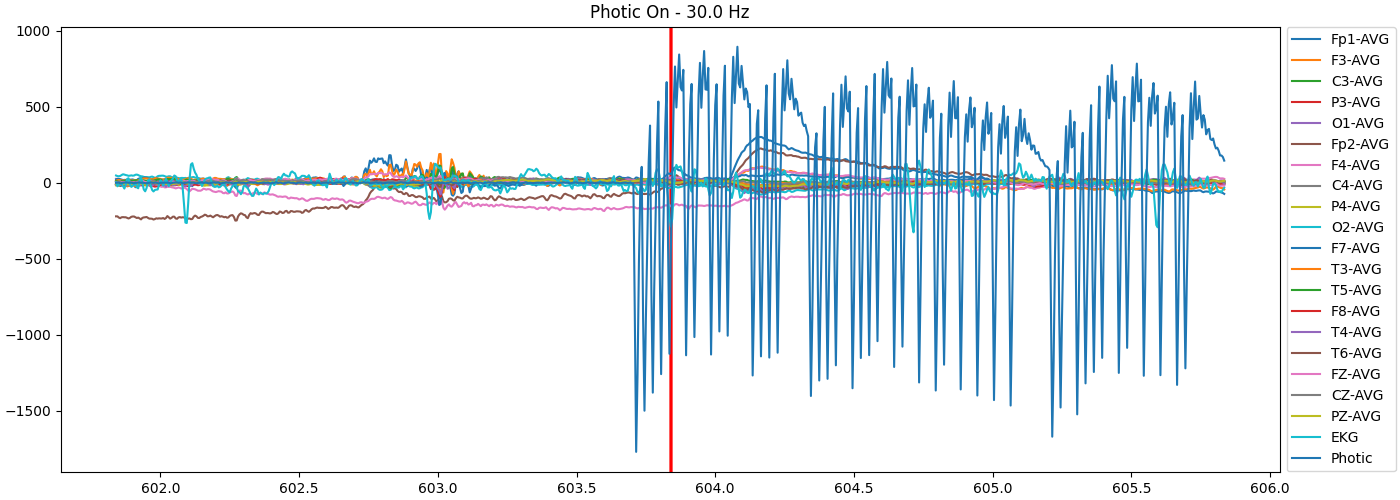 Photic On - 30.0 Hz
1000
500
0
−500
−1000
−1500
602.0 602.5 603.0 603.5 604.0 604.5 605.0 605.5 606.0
Fp1-AVG
F3-AVG
C3-AVG
P3-AVG
O1-AVG
Fp2-AVG
F4-AVG
C4-AVG
P4-AVG
O2-AVG
F7-AVG
T3-AVG
T5-AVG
F8-AVG
T4-AVG
T6-AVG
FZ-AVG
CZ-AVG
PZ-AVG
EKG
Photic